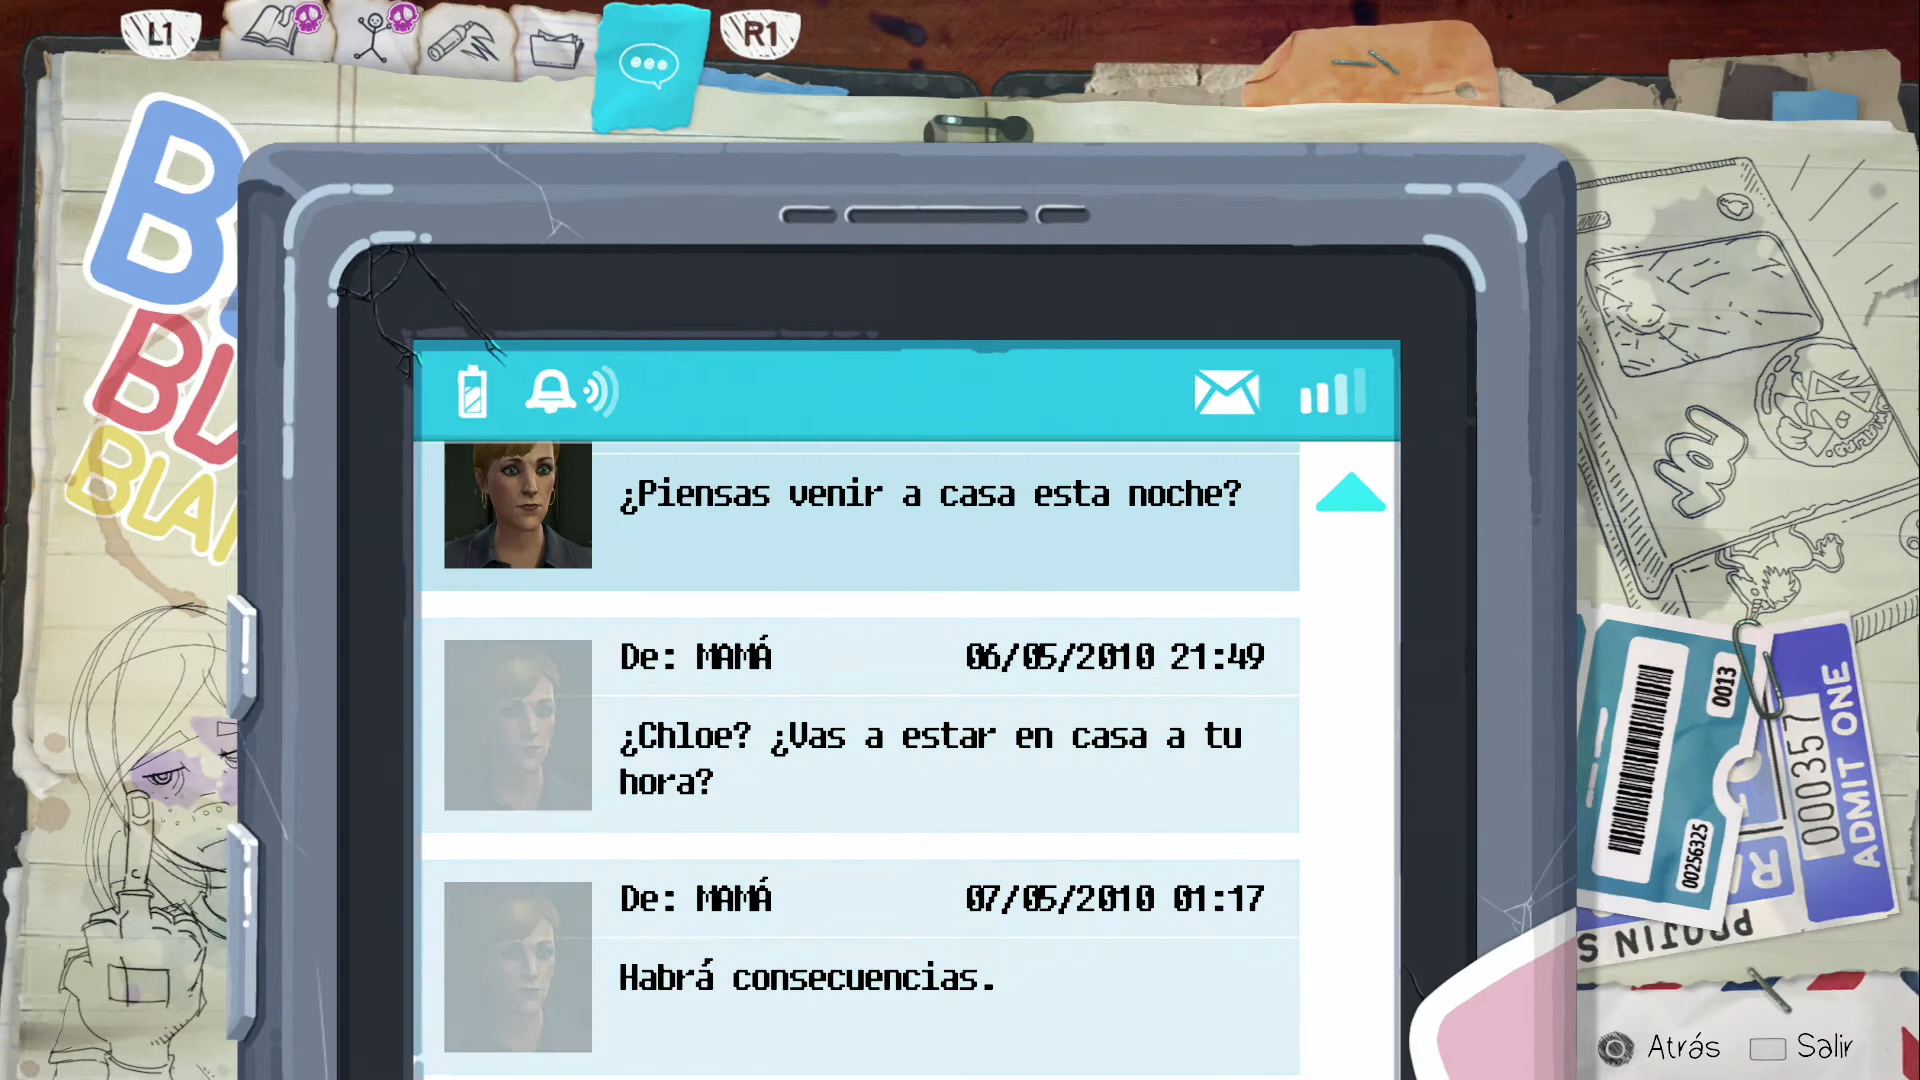 L1
R1
¿Piensas venir a casa esta noche?
De: MAMÁ 06/05/2010 21:49
¿Chloe? ¿Vas a estar en casa a tu
hora?
De: MAMÁ 07/05/2010 01:17
Habrá consecuencias.
YOU
0013
00256325
000357
ADMIT ONE
Atrás
Salir